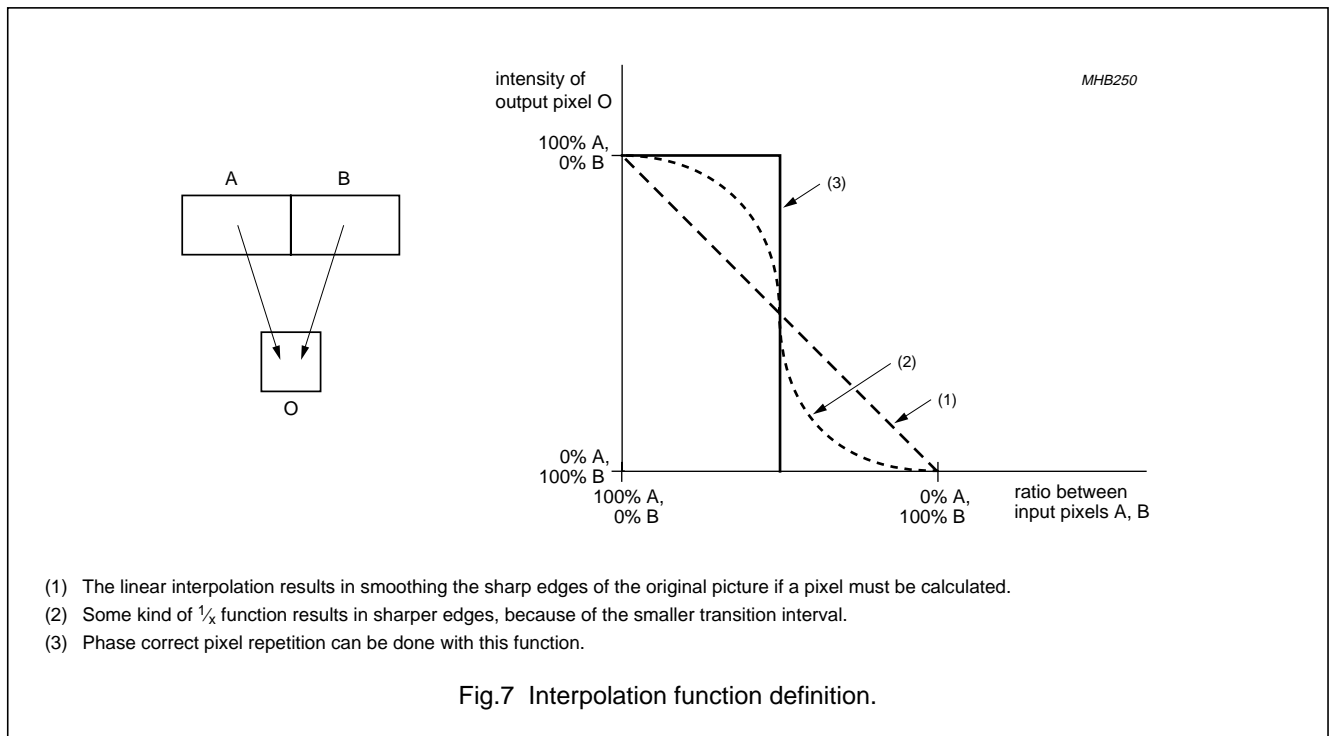 intensity of
output pixel O
MHB250
100% A,
0% B
A
B
(3)
(2)
(1)
O
0% A,
100% B
100% A,
0% B
0% A,
100% B
ratio between
input pixels A, B
(1) The linear interpolation results in smoothing the sharp edges of the original picture if a pixel must be calculated.
(2) Some kind of 1/x function results in sharper edges, because of the smaller transition interval.
(3) Phase correct pixel repetition can be done with this function.
Fig.7 Interpolation function definition.